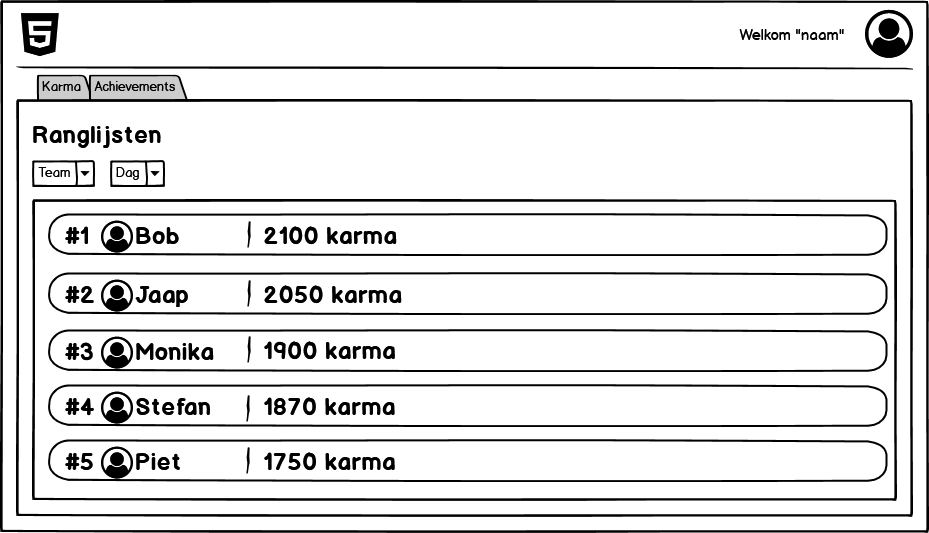 5
Welkom "naam"
Karma
Achievements
Ranglijsten
Team
Dag
#1 Bob 2100 karma
#2 Jaap 2050 karma
#3 Monika 1900 karma
#4 Stefan 1870 karma
#5 Piet 1750 karma